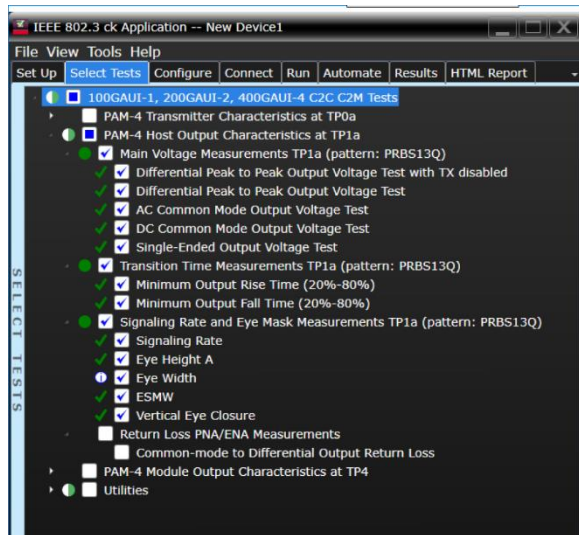 IEEE 802.3 ck Application -- New Device1
File View Tools Help
Set Up Select Tests Configure Connect Run Automate Results HTML Report
100GAUI-1, 200GAUI-2, 400GAUI-4 C2C C2M Tests
PAM-4 Transmitter Characteristics at TP0a
PAM-4 Host Output Characteristics at TP1a
Main Voltage Measurements TP1a (pattern: PRBS13Q)
Differential Peak to Peak Output Voltage Test with TX disabled
Differential Peak to Peak Output Voltage Test
AC Common Mode Output Voltage Test
DC Common Mode Output Voltage Test
Single-Ended Output Voltage Test
Transition Time Measurements TP1a (pattern: PRBS13Q)
Minimum Output Rise Time (20%-80%)
Minimum Output Fall Time (20%-80%)
Signaling Rate and Eye Mask Measurements TP1a (pattern: PRBS13Q)
Signaling Rate
Eye Height A
Eye Width
ESMW
Vertical Eye Closure
Return Loss PNA/ENA Measurements
Common-mode to Differential Output Return Loss
PAM-4 Module Output Characteristics at TP4
Utilities
SELECT TESTS